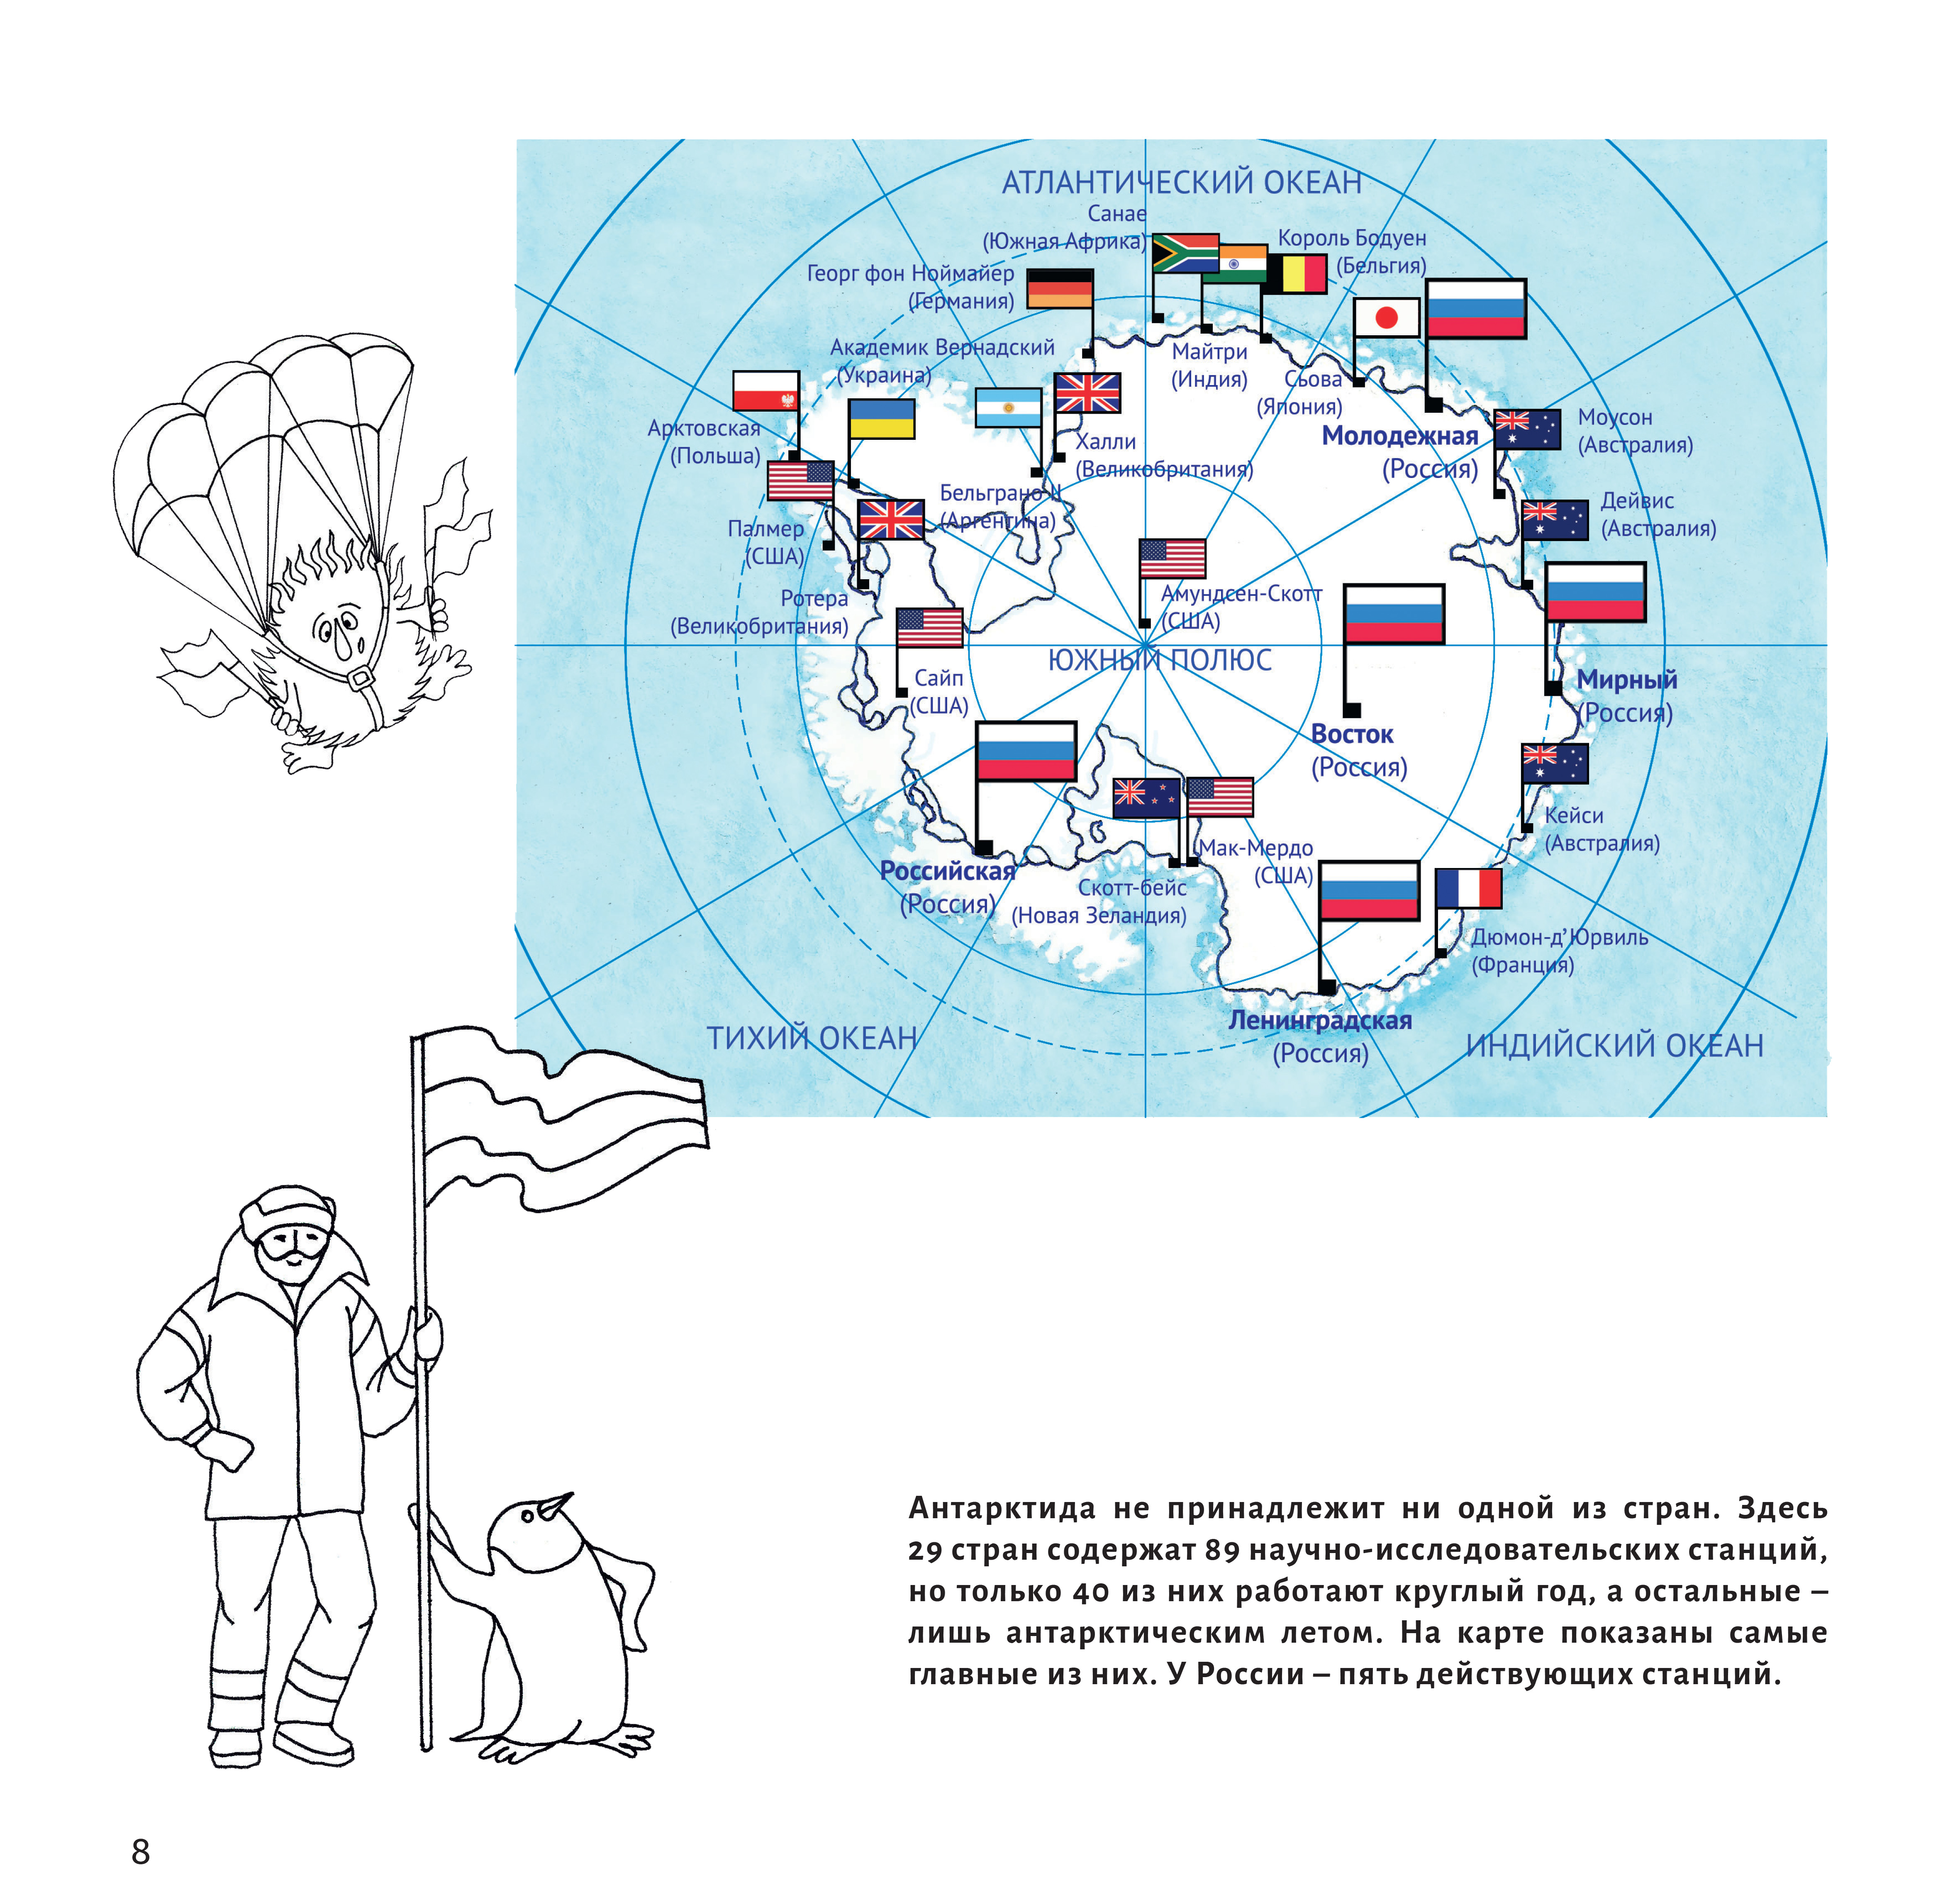 АТЛАНТИЧЕСКИЙ ОКЕАН
Санае
(Южная Африка)
Король Бодуен
(Бельгия)
Георг фон Ноймайер
(Германия)
Академик Вернадский
(Украина)
Майтри
(Индия)
Сьова
(Япония)
Арктовская
(Польша)
Халли
(Великобритания)
Молодежная
(Россия)
Моусон
(Австралия)
Бельграно II
(Аргентина)
Дейвис
(Австралия)
Палмер
(США)
Ротера
(Великобритания)
Амундсен-Скотт
(США)
ЮЖНЫЙ ПОЛЮС
Сайп
(США)
Мирный
(Россия)
Восток
(Россия)
Кейси
(Австралия)
Российская
(Россия)
Мак-Мердо
(США)
Скотт-бейс
(Новая Зеландия)
Дюмон-д’Юрвиль
(Франция)
Ленинградская
(Россия)
ТИХИЙ ОКЕАН
ИНДИЙСКИЙ ОКЕАН
Антарктида не принадлежит ни одной из стран. Здесь
29 стран содержат 89 научно-исследовательских станций,
но только 40 из них работают круглый год, а остальные –
лишь антарктическим летом. На карте показаны самые
главные из них. У России – пять действующих станций.
8